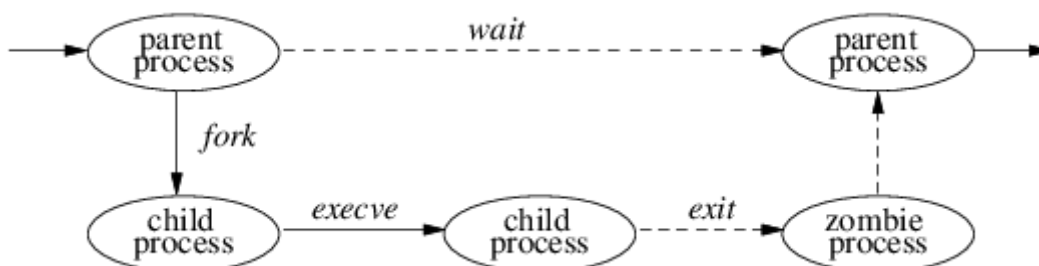 parent
process
wait
parent
process
fork
child
process
execve
child
process
exit
zombie
process